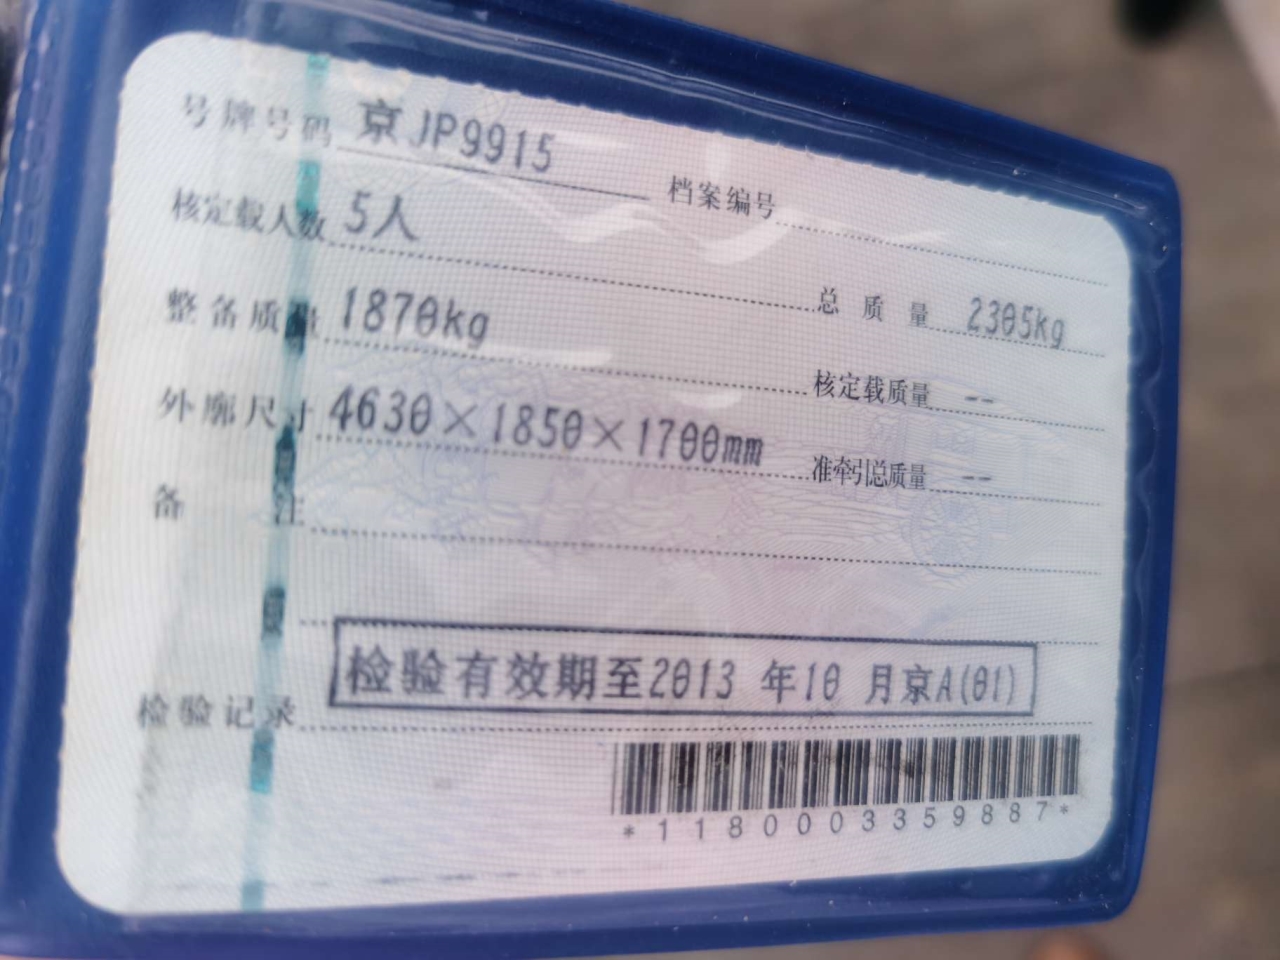 号牌号码 京JP9915 档案编号
核定载人数 5人 总质量 2305kg
整备质量 1870kg 核定载质量 --
外廓尺寸 4630×1850×1700mm 准牵引总质量 --
备注
检验记录 检验有效期至2013 年10 月京A(01)
*1180003359887*